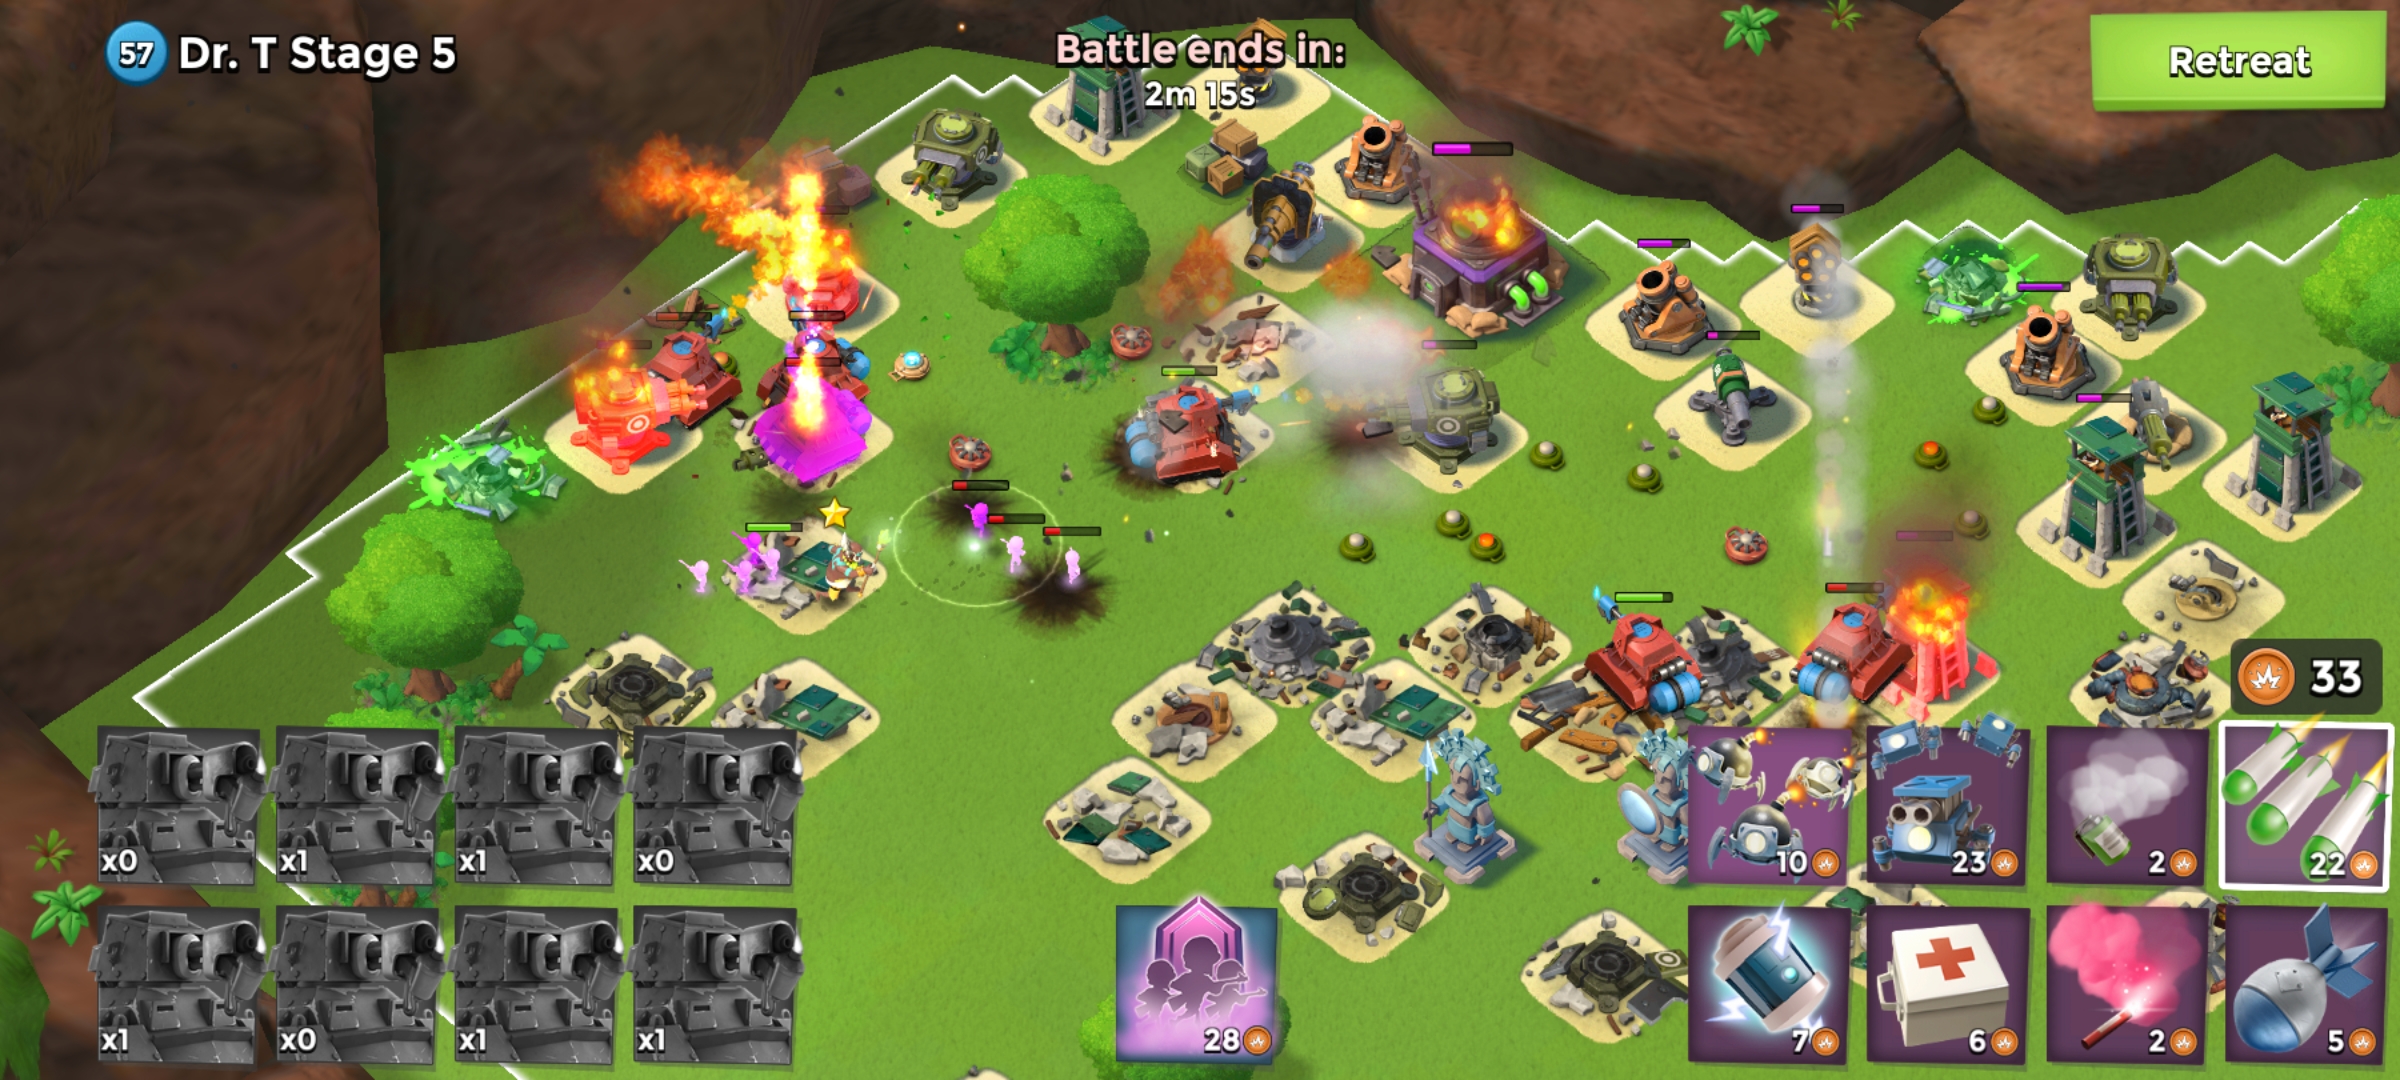 57 Dr. T Stage 5
Battle ends in:
2m 15s
Retreat
33
x0 x1 x1 x0
10 23 2 22
x1 x0 x1 x1
28
7 6 2 5